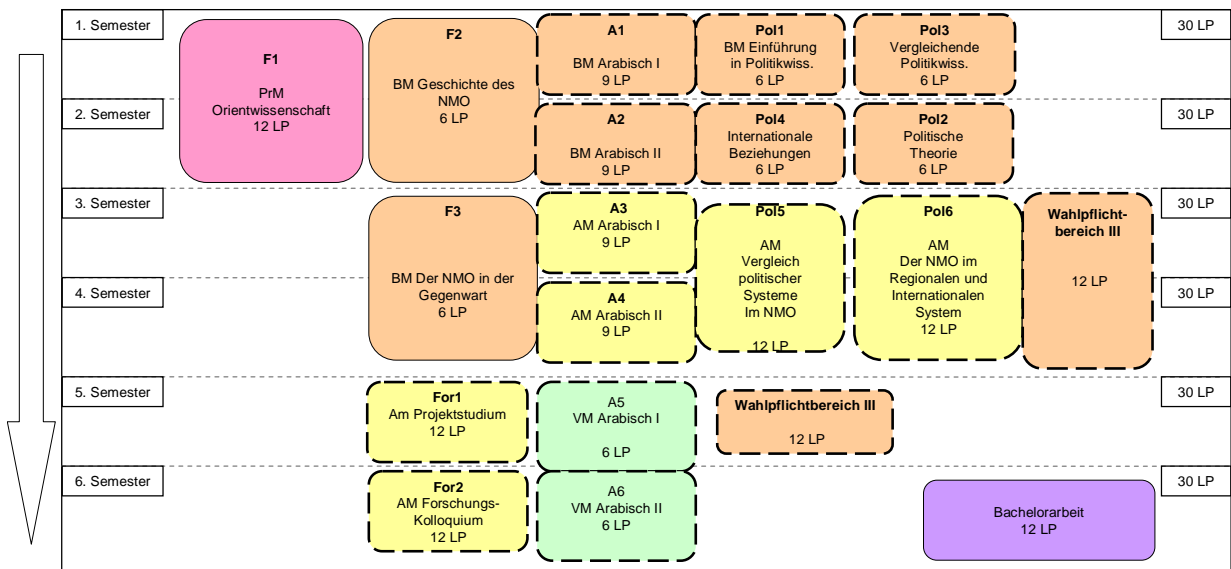 1. Semester
30 LP
F1
PrM
Orientwissenschaft
12 LP
F2
BM Geschichte des
NMO
6 LP
A1
BM Arabisch I
9 LP
Pol1
BM Einführung
in Politikwiss.
6 LP
Pol3
Vergleichende
Politikwiss.
6 LP
2. Semester
30 LP
A2
BM Arabisch II
9 LP
Pol4
Internationale
Beziehungen
6 LP
Pol2
Politische
Theorie
6 LP
3. Semester
30 LP
F3
BM Der NMO in der
Gegenwart
6 LP
A3
AM Arabisch I
9 LP
Pol5
AM
Vergleich
politischer
Systeme
Im NMO
12 LP
Pol6
AM
Der NMO im
Regionalen und
Internationalen
System
12 LP
Wahlpflicht-
bereich III
12 LP
4. Semester
30 LP
A4
AM Arabisch II
9 LP
5. Semester
30 LP
For1
Am Projektstudium
12 LP
A5
VM Arabisch I
6 LP
Wahlpflichtbereich III
12 LP
6. Semester
30 LP
For2
AM Forschungs-
Kolloquium
12 LP
A6
VM Arabisch II
6 LP
Bachelorarbeit
12 LP